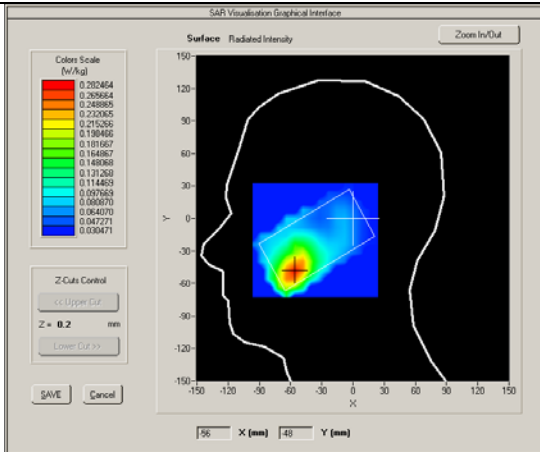 SAR Visualisation Graphical Interface
Surface Radiated Intensity
Zoom In/Out
Colors Scale
(W/kg)
0.282464
0.265664
0.248865
0.232065
0.215266
0.198466
0.181667
0.164867
0.148068
0.131268
0.114469
0.097669
0.080870
0.064070
0.047271
0.030471
Z-Cuts Control
<< Upper Cut
Z = 0.2 mm
Lower Cut >>
SAVE Cancel
150-
120-
90-
60-
30-
0-
-30-
-60-
-90-
-120-
-150-
Y
-150 -120 -90 -60 -30 0 30 60 90 120 150
X
-56 X (mm) -48 Y (mm)